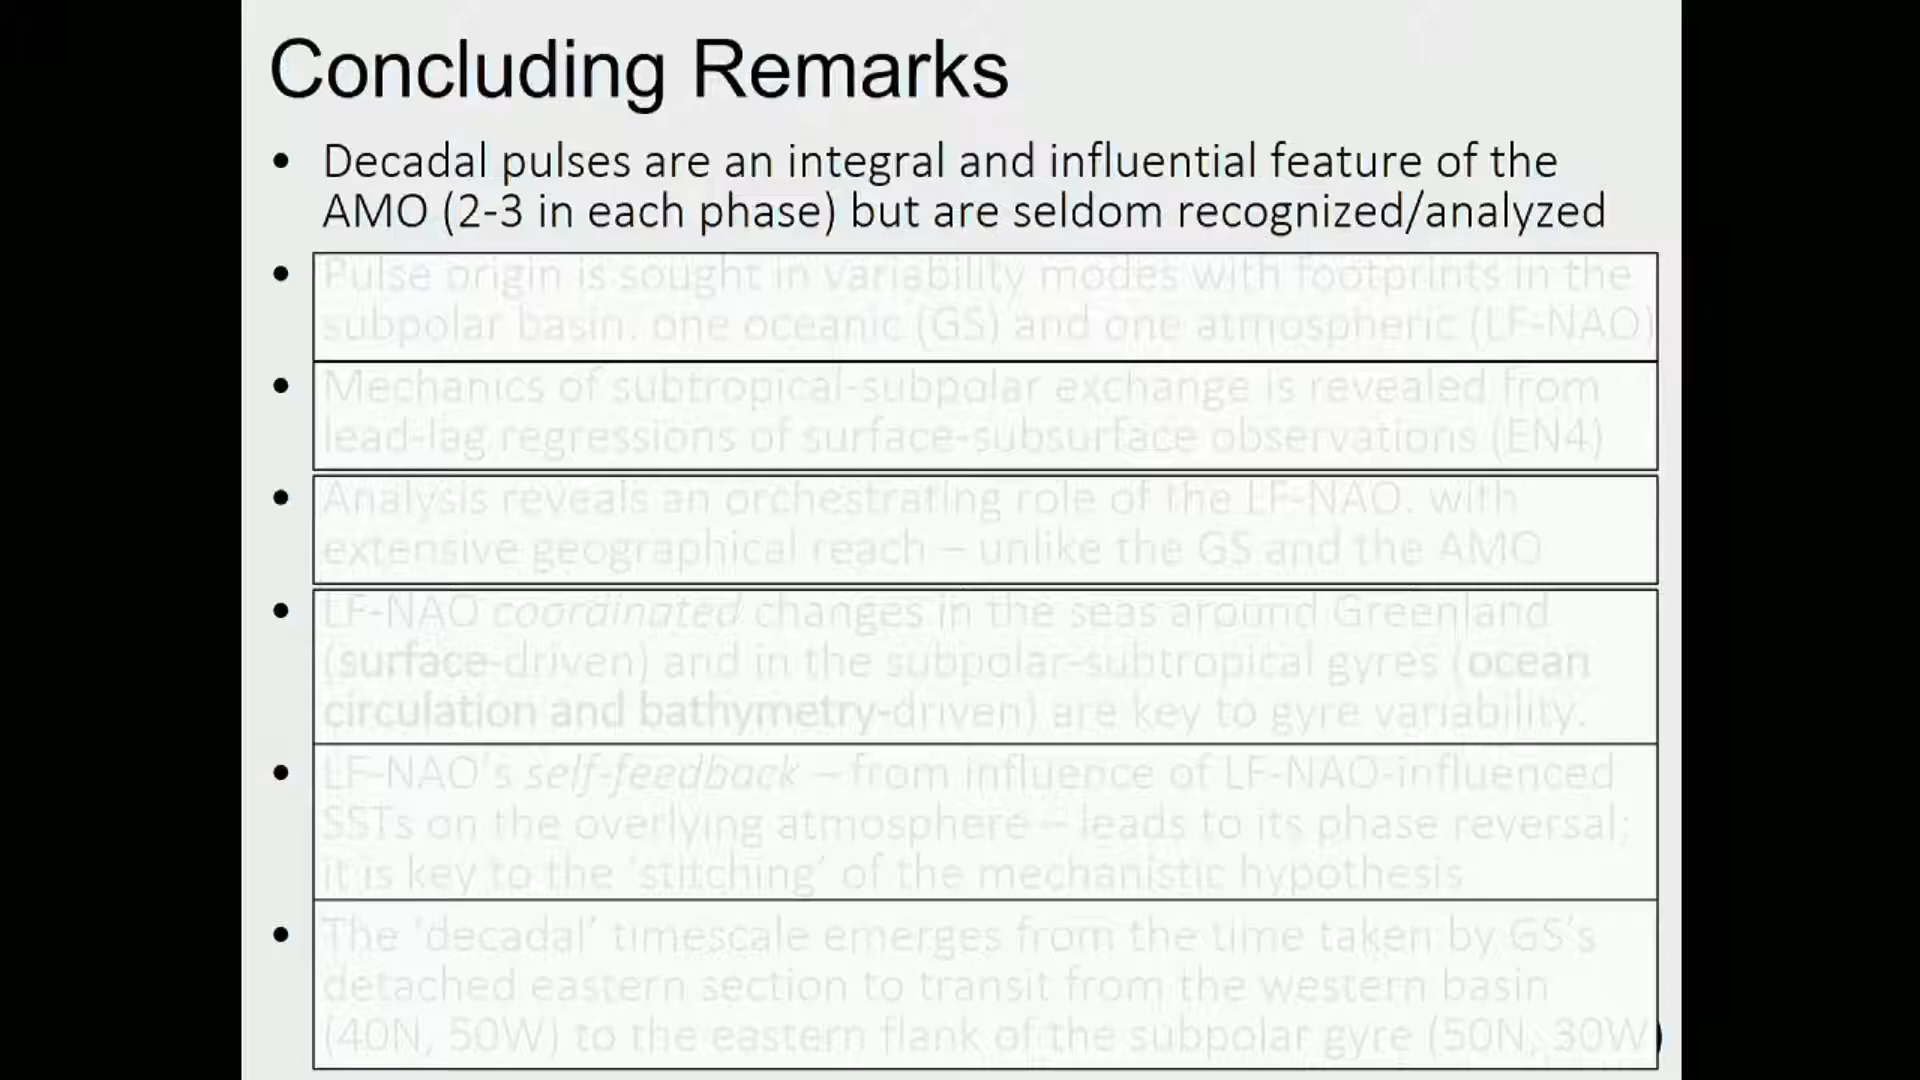 Concluding Remarks
• Decadal pulses are an integral and influential feature of the
AMO (2-3 in each phase) but are seldom recognized/analyzed
• Pulse origin is sought in variability modes with footprints in the
subpolar basin: one oceanic (GS) and one atmospheric (LF-NAO)
• Mechanics of subtropical-subpolar exchange is revealed from
lead-lag regressions of surface-subsurface observations (EN4)
• Analysis reveals an orchestrating role of the LF-NAO, with
extensive geographical reach – unlike the GS and the AMO
• LF-NAO coordinated changes in the seas around Greenland
(surface-driven) and in the subpolar-subtropical gyres (ocean
circulation and bathymetry-driven) are key to gyre variability.
• LF-NAO’s self-feedback – from influence of LF-NAO-influenced
SSTs on the overlying atmosphere – leads to its phase reversal;
it is key to the ‘stitching’ of the mechanistic hypothesis
• The ‘decadal’ timescale emerges from the time taken by GS’s
detached eastern section to transit from the western basin
(40N, 50W) to the eastern flank of the subpolar gyre (50N, 30W)